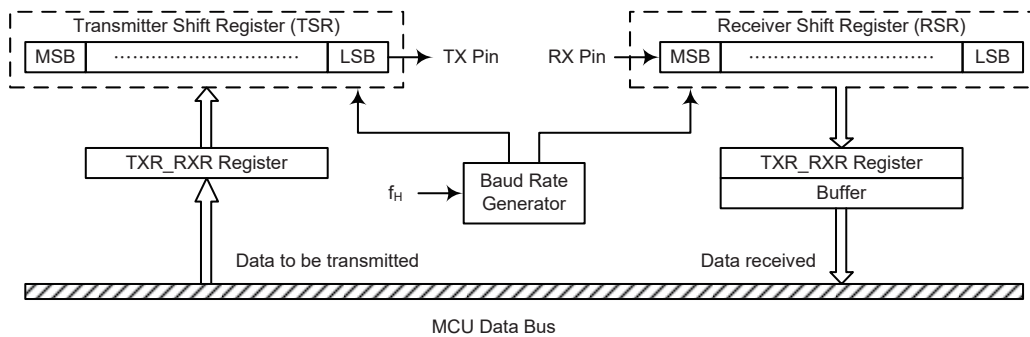 Transmitter Shift Register (TSR)
MSB ………………………… LSB
TX Pin
RX Pin
Receiver Shift Register (RSR)
MSB ………………………… LSB
TXR_RXR Register
fH
Baud Rate
Generator
TXR_RXR Register
Buffer
Data to be transmitted
Data received
MCU Data Bus